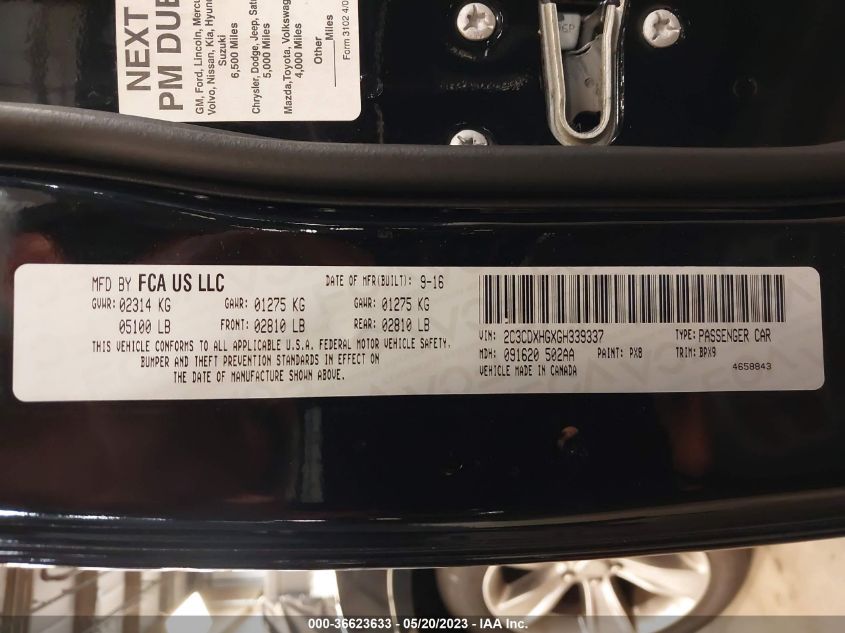 NEXT
PM DUE
GM, Ford, Lincoln, Mercu
Volvo, Nissan, Kia, Hyun
Suzuki
6,500 Miles
Chrysler, Dodge, Jeep, Sat
5,000 Miles
Mazda,Toyota, Volkswag
4,000 Miles
Other
Miles
Form 3102 4/0
MFD BY FCA US LLC
DATE OF MFR(BUILT): 9-16
GVWR: 02314 KG GAWR: 01275 KG GAWR: 01275 KG
05100 LB FRONT: 02810 LB REAR: 02810 LB
THIS VEHICLE CONFORMS TO ALL APPLICABLE U.S.A. FEDERAL MOTOR VEHICLE SAFETY,
BUMPER AND THEFT PREVENTION STANDARDS IN EFFECT ON
THE DATE OF MANUFACTURE SHOWN ABOVE.
VIN: 2C3CDXHGXGH339337 TYPE: PASSENGER CAR
MDH: 091620 502AA PAINT: PX8 TRIM: BPX9
VEHICLE MADE IN CANADA 4658843
000-36623633 - 05/20/2023 - IAA Inc.